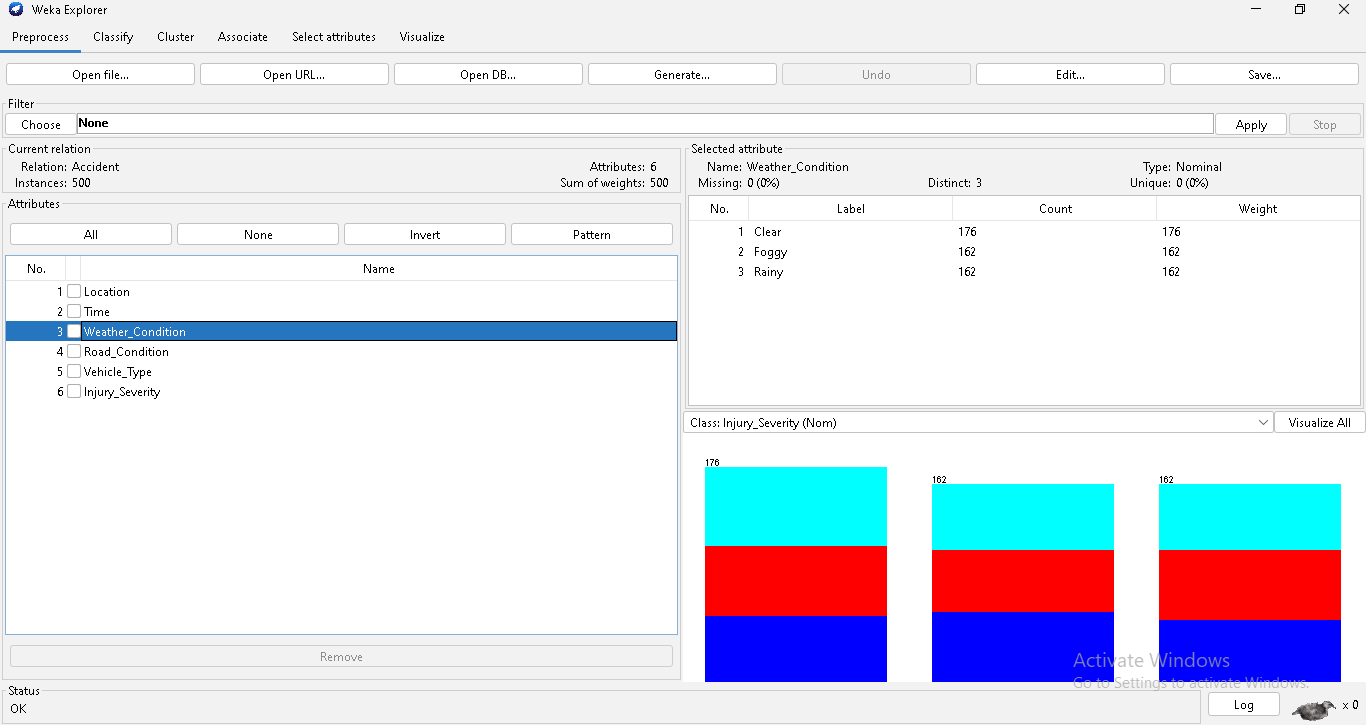 Weka Explorer
Preprocess Classify Cluster Associate Select attributes Visualize
Open file... Open URL... Open DB... Generate... Undo Edit... Save...
Filter
Choose None Apply Stop
Current relation
Relation: Accident Attributes: 6
Instances: 500 Sum of weights: 500
Attributes
All None Invert Pattern
No. Name
1 Location
2 Time
3 Weather_Condition
4 Road_Condition
5 Vehicle_Type
6 Injury_Severity
Remove
Selected attribute
Name: Weather_Condition Type: Nominal
Missing: 0 (0%) Distinct: 3 Unique: 0 (0%)
No. Label Count Weight
1 Clear 176 176
2 Foggy 162 162
3 Rainy 162 162
Class: Injury_Severity (Nom) Visualize All
176 162 162
Activate Windows
Go to Settings to activate Windows.
Status
OK Log x 0